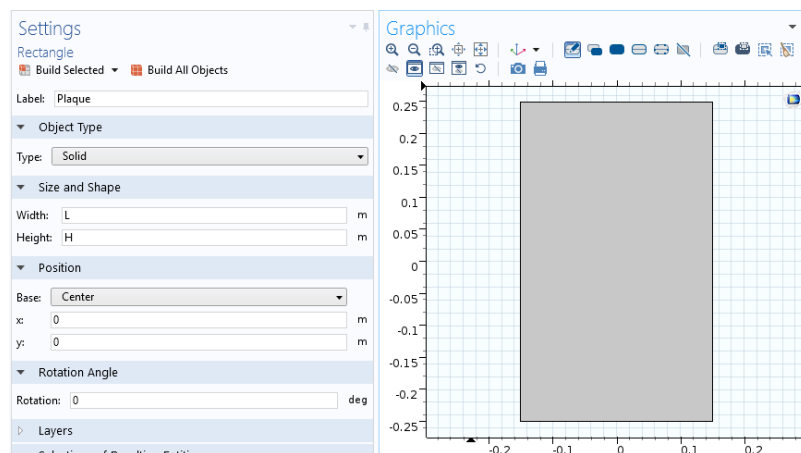 Settings
Rectangle
Build Selected Build All Objects
Label: Plaque
Object Type
Type: Solid
Size and Shape
Width: L m
Height: H m
Position
Base: Center
x: 0 m
y: 0 m
Rotation Angle
Rotation: 0 deg
Layers
Graphics
0.25
0.2
0.15
0.1
0.05
0
-0.05
-0.1
-0.15
-0.2
-0.25
-0.2 -0.1 0 0.1 0.2